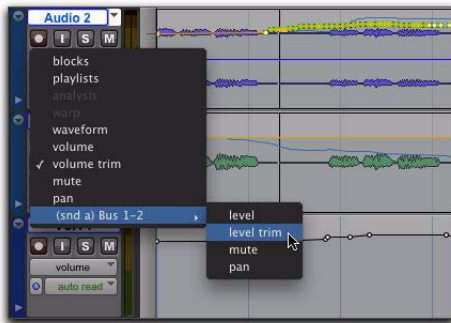 Audio 2
I S M
blocks
playlists
analysis
warp
waveform
volume
✓ volume trim
mute
pan
(snd a) Bus 1-2
level
level trim
mute
pan
I S M
volume
auto read